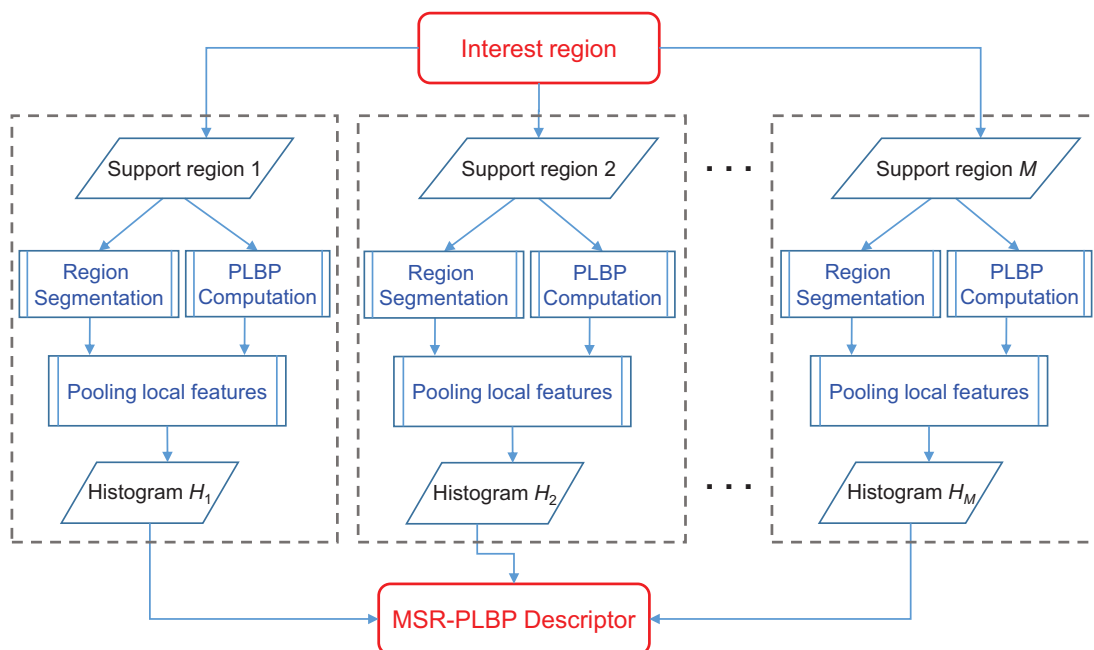 Interest region
Support region 1
Support region 2
. . .
Support region M
Region
Segmentation
PLBP
Computation
Region
Segmentation
PLBP
Computation
Region
Segmentation
PLBP
Computation
Pooling local features
Pooling local features
Pooling local features
Histogram H₁
Histogram H₂
. . .
Histogram H_M
MSR-PLBP Descriptor